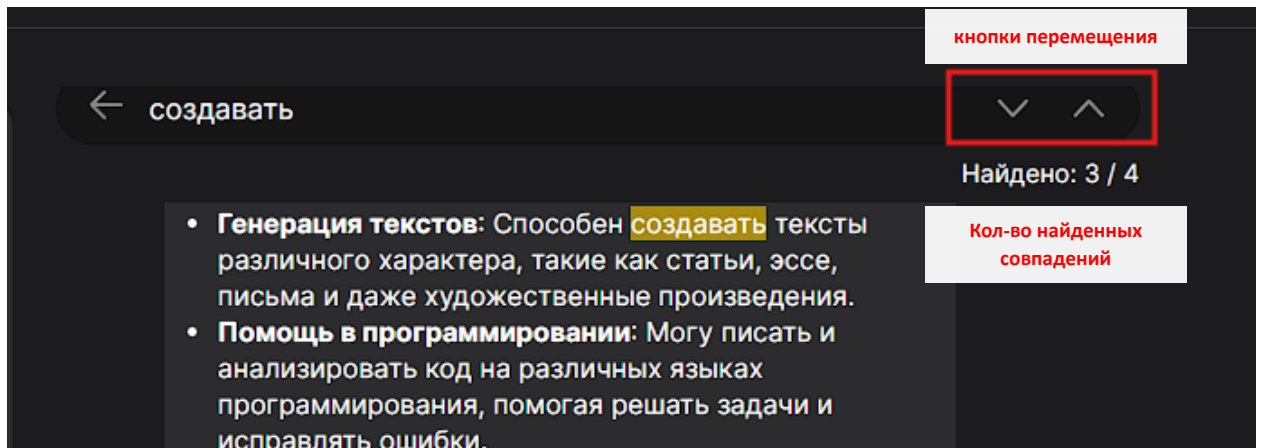 кнопки перемещения
создавать
Найдено: 3 / 4
Кол-во найденных
совпадений
• Генерация текстов: Способен создавать тексты
различного характера, такие как статьи, эссе,
письма и даже художественные произведения.
• Помощь в программировании: Могу писать и
анализировать код на различных языках
программирования, помогая решать задачи и
исправлять ошибки.